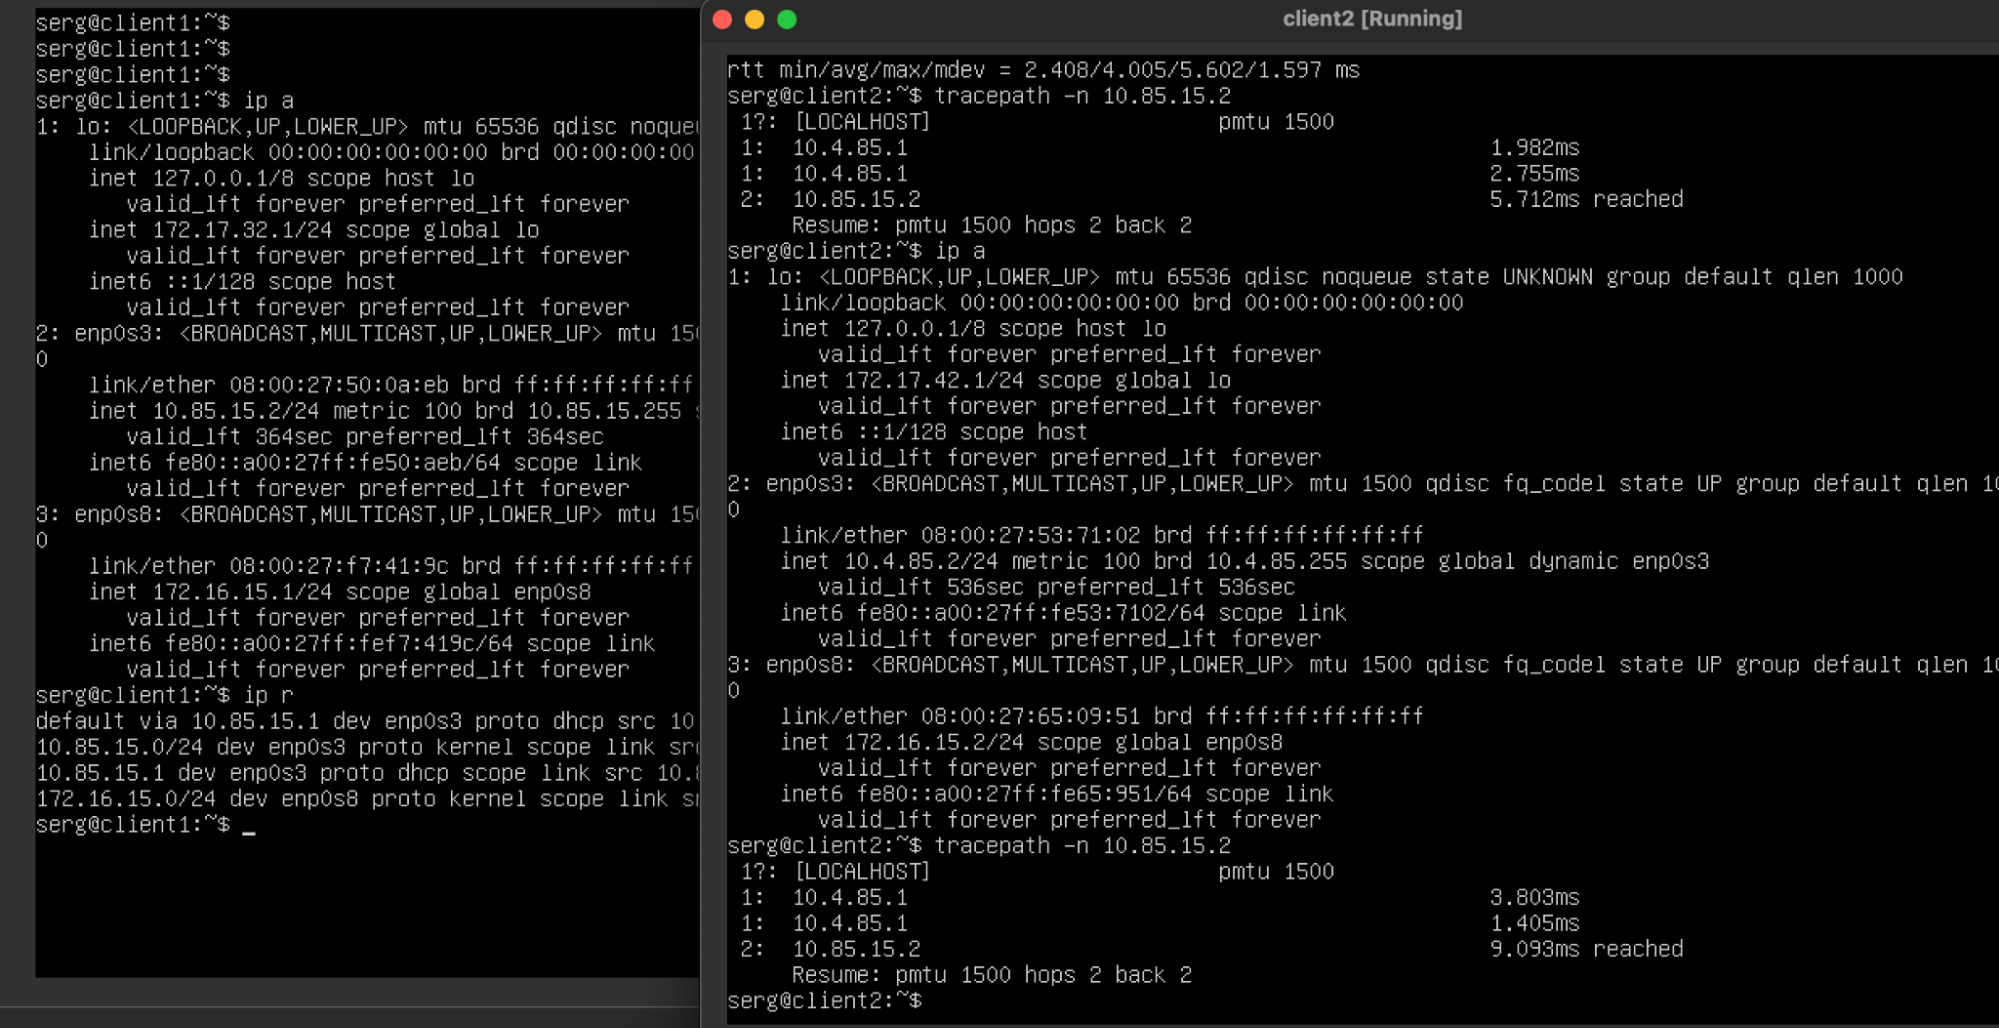 serg@client1:~$
serg@client1:~$
serg@client1:~$
serg@client1:~$ ip a
1: lo: <LOOPBACK,UP,LOWER_UP> mtu 65536 qdisc
    link/loopback 00:00:00:00:00:00 brd 00:00:00:00
    inet 127.0.0.1/8 scope host lo
       valid_lft forever preferred_lft forever
    inet 172.17.32.1/24 scope global lo
       valid_lft forever preferred_lft forever
    inet6 ::1/128 scope host
       valid_lft forever preferred_lft forever
2: enp0s3: <BROADCAST,MULTICAST,UP,LOWER_UP> mtu
0
    link/ether 08:00:27:50:0a:eb brd ff:ff:ff:ff:ff
    inet 10.85.15.2/24 metric 100 brd 10.85.15.255
       valid_lft 364sec preferred_lft 364sec
    inet6 fe80::a00:27ff:fe50:aeb/64 scope link
       valid_lft forever preferred_lft forever
3: enp0s8: <BROADCAST,MULTICAST,UP,LOWER_UP> mtu
0
    link/ether 08:00:27:f7:41:9c brd ff:ff:ff:ff:ff
    inet 172.16.15.1/24 scope global enp0s8
       valid_lft forever preferred_lft forever
    inet6 fe80::a00:27ff:fef7:419c/64 scope link
       valid_lft forever preferred_lft forever
serg@client1:~$ ip r
default via 10.85.15.1 dev enp0s3 proto dhcp src 10
10.85.15.0/24 dev enp0s3 proto kernel scope link
10.85.15.1 dev enp0s3 proto dhcp scope link src 10.
172.16.15.0/24 dev enp0s8 proto kernel scope link
serg@client1:~$ _
client2 [Running]
rtt min/avg/max/mdev = 2.408/4.005/5.602/1.597 ms
serg@client2:~$ tracepath -n 10.85.15.2
 1?: [LOCALHOST]                      pmtu 1500
 1:  10.4.85.1                                             1.982ms
 1:  10.4.85.1                                             2.755ms
 2:  10.85.15.2                                            5.712ms reached
     Resume: pmtu 1500 hops 2 back 2
serg@client2:~$ ip a
1: lo: <LOOPBACK,UP,LOWER_UP> mtu 65536 qdisc noqueue state UNKNOWN group default qlen 1000
    link/loopback 00:00:00:00:00:00 brd 00:00:00:00:00:00
    inet 127.0.0.1/8 scope host lo
       valid_lft forever preferred_lft forever
    inet 172.17.42.1/24 scope global lo
       valid_lft forever preferred_lft forever
    inet6 ::1/128 scope host
       valid_lft forever preferred_lft forever
2: enp0s3: <BROADCAST,MULTICAST,UP,LOWER_UP> mtu 1500 qdisc fq_codel state UP group default qlen
0
    link/ether 08:00:27:53:71:02 brd ff:ff:ff:ff:ff:ff
    inet 10.4.85.2/24 metric 100 brd 10.4.85.255 scope global dynamic enp0s3
       valid_lft 536sec preferred_lft 536sec
    inet6 fe80::a00:27ff:fe53:7102/64 scope link
       valid_lft forever preferred_lft forever
3: enp0s8: <BROADCAST,MULTICAST,UP,LOWER_UP> mtu 1500 qdisc fq_codel state UP group default qlen
0
    link/ether 08:00:27:65:09:51 brd ff:ff:ff:ff:ff:ff
    inet 172.16.15.2/24 scope global enp0s8
       valid_lft forever preferred_lft forever
    inet6 fe80::a00:27ff:fe65:951/64 scope link
       valid_lft forever preferred_lft forever
serg@client2:~$ tracepath -n 10.85.15.2
 1?: [LOCALHOST]                      pmtu 1500
 1:  10.4.85.1                                             3.803ms
 1:  10.4.85.1                                             1.405ms
 2:  10.85.15.2                                            9.093ms reached
     Resume: pmtu 1500 hops 2 back 2
serg@client2:~$